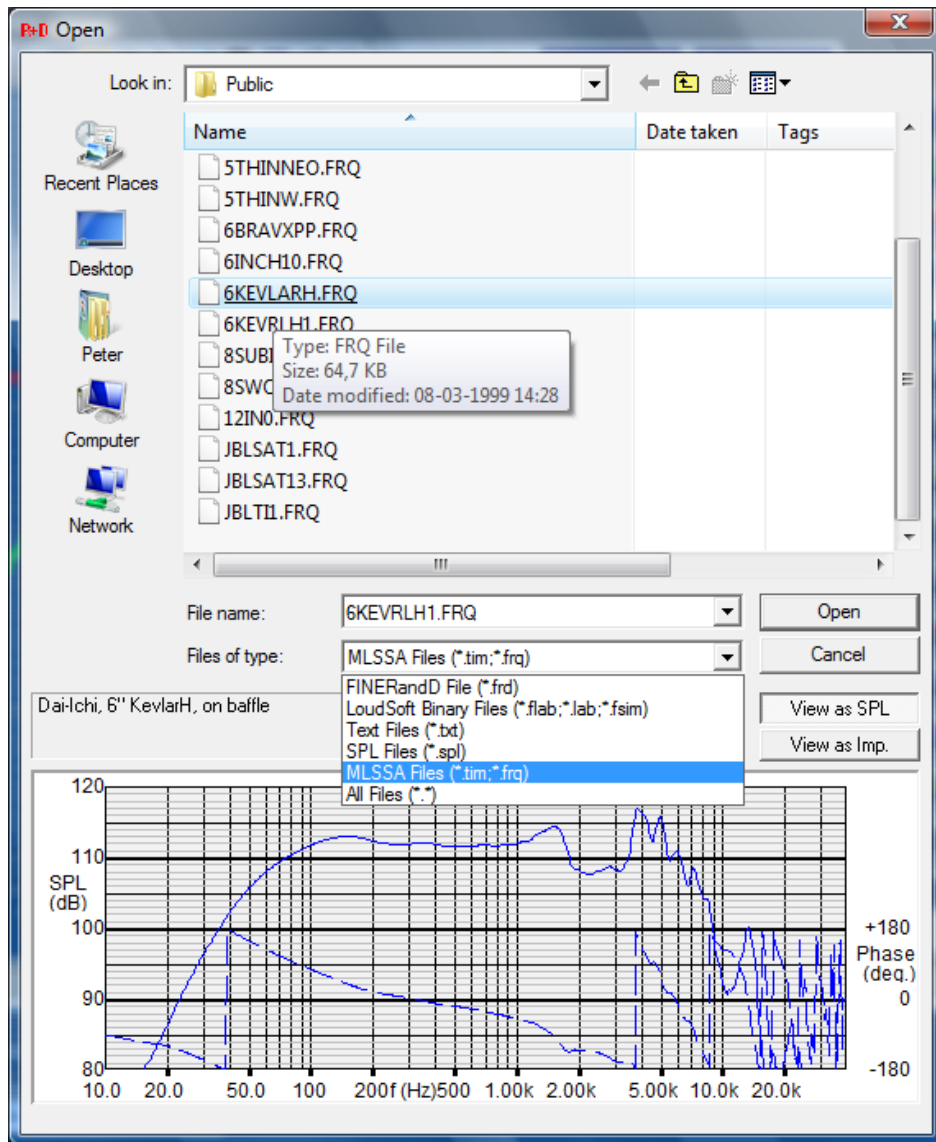 R+D Open
Look in: Public
Name Date taken Tags
Recent Places
Desktop
Peter
Computer
Network
5THINNEO.FRQ
5THINW.FRQ
6BRAVXPP.FRQ
6INCH10.FRQ
6KEVLARH.FRQ
6KEVRLH1.FRQ
8SUB
8SWC
12IN0.FRQ
JBLSAT1.FRQ
JBLSAT13.FRQ
JBLTI1.FRQ
Type: FRQ File
Size: 64,7 KB
Date modified: 08-03-1999 14:28
File name: 6KEVRLH1.FRQ Open
Files of type: MLSSA Files (*.tim;*.frq) Cancel
FINERandD File (*.frd)
LoudSoft Binary Files (*.flab;*.lab;*.fsim)
Text Files (*.txt)
SPL Files (*.spl)
MLSSA Files (*.tim;*.frq)
All Files (*.*)
Dai-Ichi, 6" KevlarH, on baffle
View as SPL
View as Imp.
120
110
SPL
(dB)
100
90
80
+180
Phase
(deg.)
0
-180
10.0 20.0 50.0 100 200 f (Hz) 500 1.00k 2.00k 5.00k 10.0k 20.0k